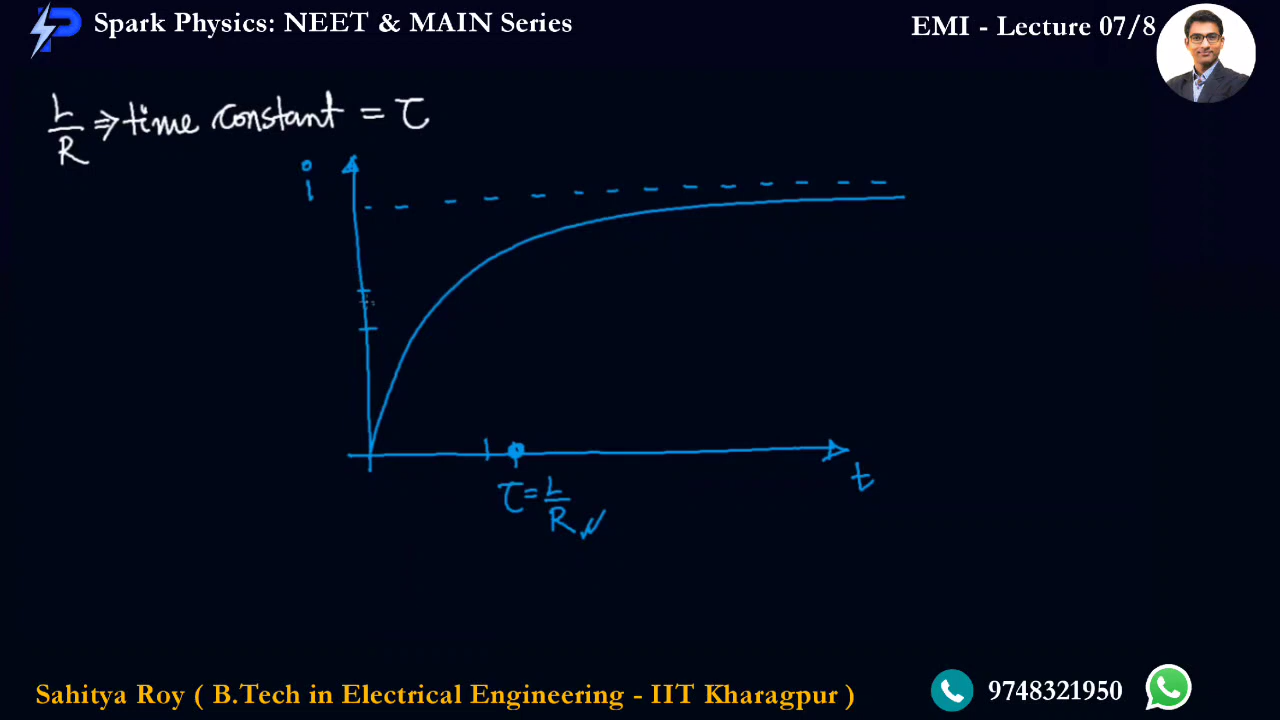 Spark Physics: NEET & MAIN Series
EMI - Lecture 07/8
L/R ⇒ time constant = τ
i
τ = L/R
t
Sahitya Roy ( B.Tech in Electrical Engineering - IIT Kharagpur )
9748321950